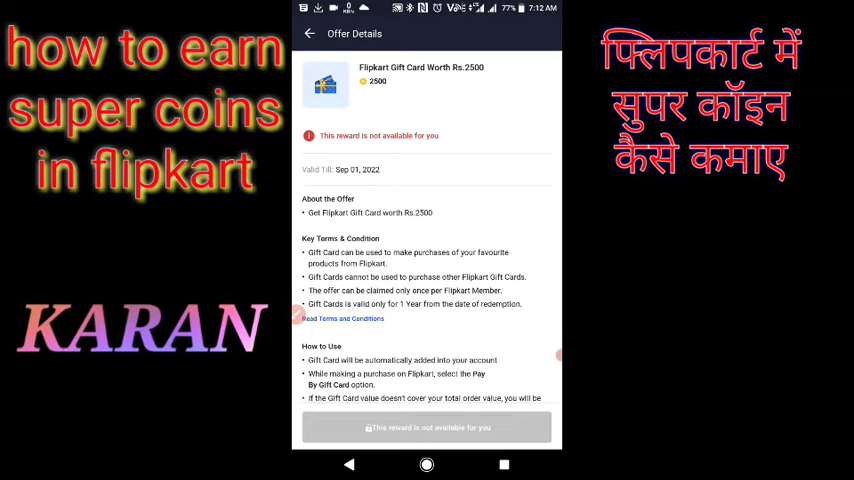 how to earn
super coins
in flipkart
KARAN
0
KB/s
77%
7:12 AM
Offer Details
Flipkart Gift Card Worth Rs.2500
2500
This reward is not available for you
Valid Till: Sep 01, 2022
About the Offer
• Get Flipkart Gift Card worth Rs.2500
Key Terms & Condition
• Gift Card can be used to make purchases of your favourite
products from Flipkart.
• Gift Cards cannot be used to purchase other Flipkart Gift Cards.
• The offer can be claimed only once per Flipkart Member.
• Gift Cards is valid only for 1 Year from the date of redemption.
Read Terms and Conditions
How to Use
• Gift Card will be automatically added into your account
• While making a purchase on Flipkart, select the Pay
By Gift Card option.
• If the Gift Card value doesn't cover your total order value, you will be
This reward is not available for you
फ्लिपकार्ट में
सुपर कॉइन
कैसे कमाए